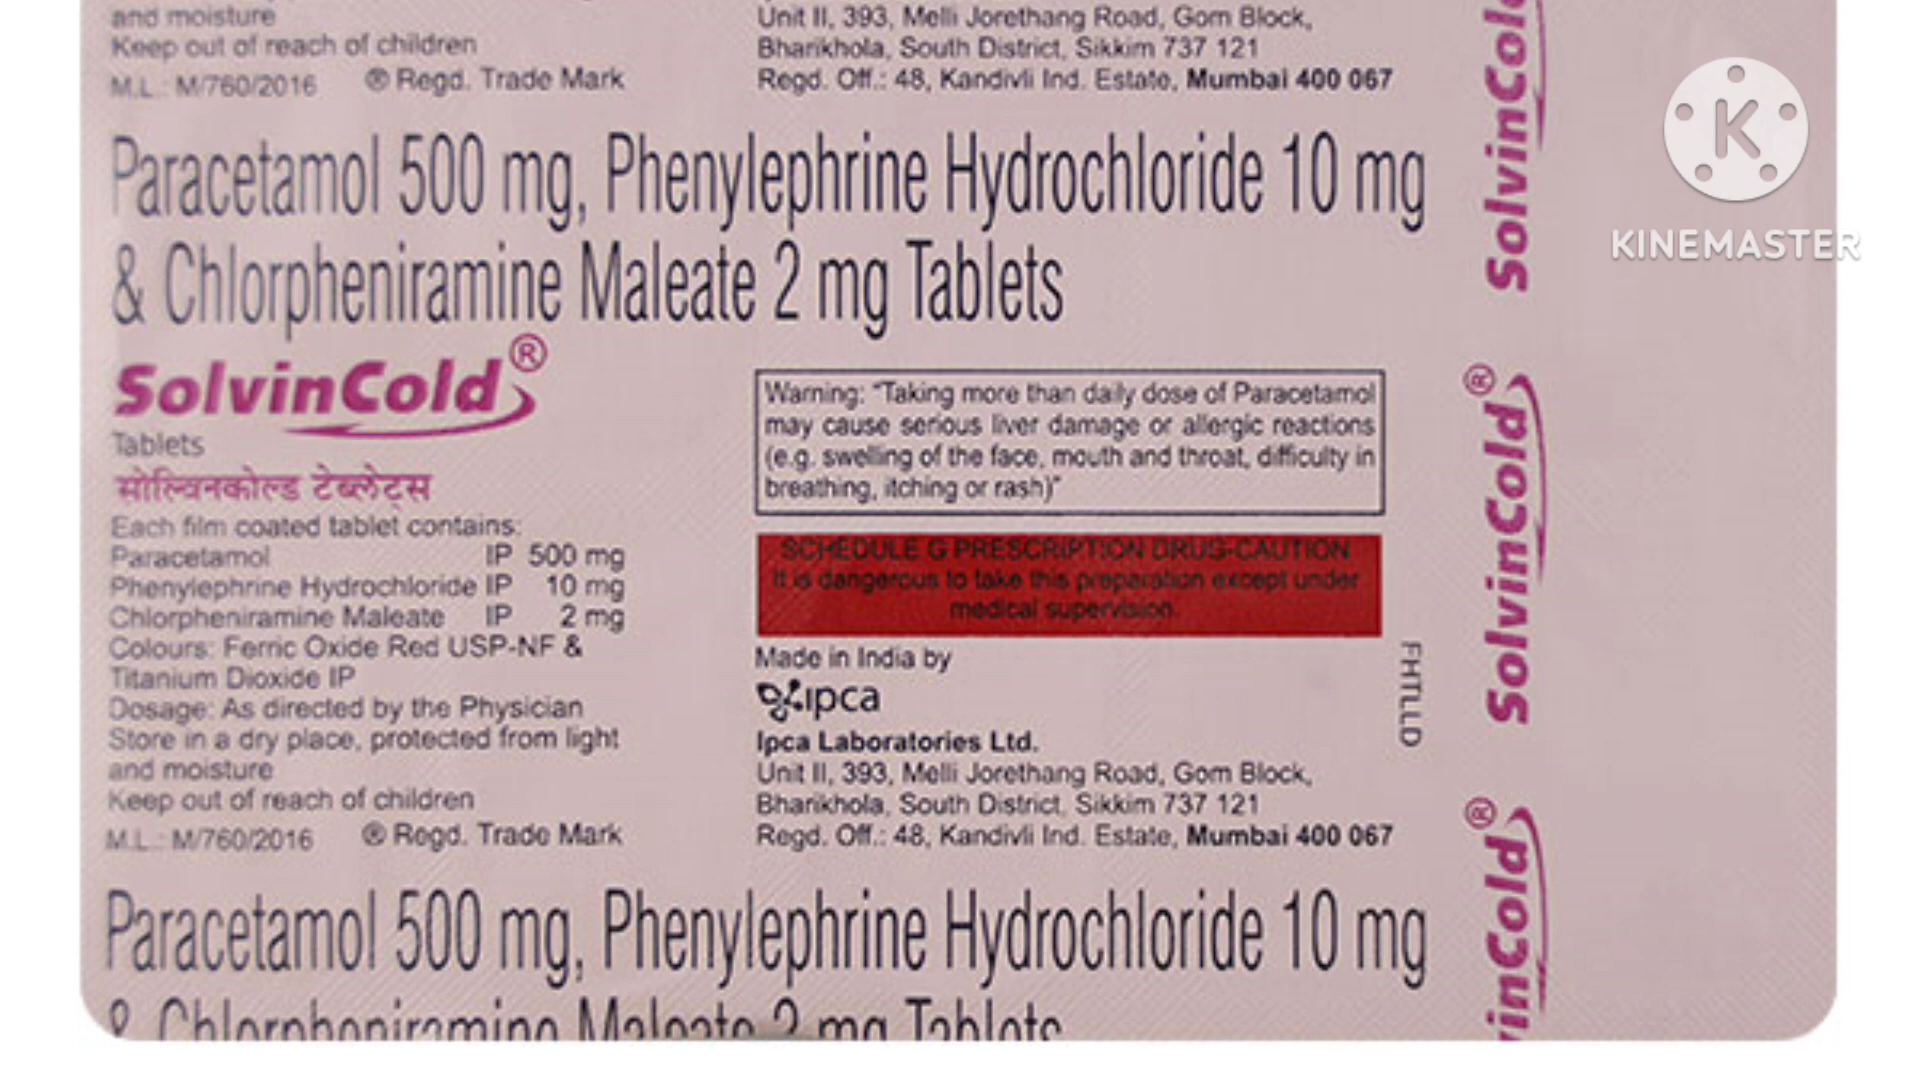 and moisture
Keep out of reach of children
M.L.: M/760/2016 ® Regd. Trade Mark
Unit II, 393, Melli Jorethang Road, Gom Block,
Bharikhola, South District, Sikkim 737 121
Regd. Off.: 48, Kandivli Ind. Estate, Mumbai 400 067
Paracetamol 500 mg, Phenylephrine Hydrochloride 10 mg
& Chlorpheniramine Maleate 2 mg Tablets
SolvinCold®
Tablets
सोल्विनकोल्ड टेब्लेट्स
Each film coated tablet contains:
Paracetamol IP 500 mg
Phenylephrine Hydrochloride IP 10 mg
Chlorpheniramine Maleate IP 2 mg
Colours: Ferric Oxide Red USP-NF &
Titanium Dioxide IP
Dosage: As directed by the Physician
Store in a dry place, protected from light
and moisture
Keep out of reach of children
M.L.: M/760/2016 ® Regd. Trade Mark
Warning: "Taking more than daily dose of Paracetamol
may cause serious liver damage or allergic reactions
(e.g. swelling of the face, mouth and throat, difficulty in
breathing, itching or rash)"
SCHEDULE G PRESCRIPTION DRUG-CAUTION
It is dangerous to take this preparation except under
medical supervision.
Made in India by
ipca
Ipca Laboratories Ltd.
Unit II, 393, Melli Jorethang Road, Gom Block,
Bharikhola, South District, Sikkim 737 121
Regd. Off.: 48, Kandivli Ind. Estate, Mumbai 400 067
FHTLLD
Paracetamol 500 mg, Phenylephrine Hydrochloride 10 mg
& Chlorpheniramine Maleate 2 mg Tablets
SolvinCold
SolvinCold®
vinCold®
K
KINEMASTER